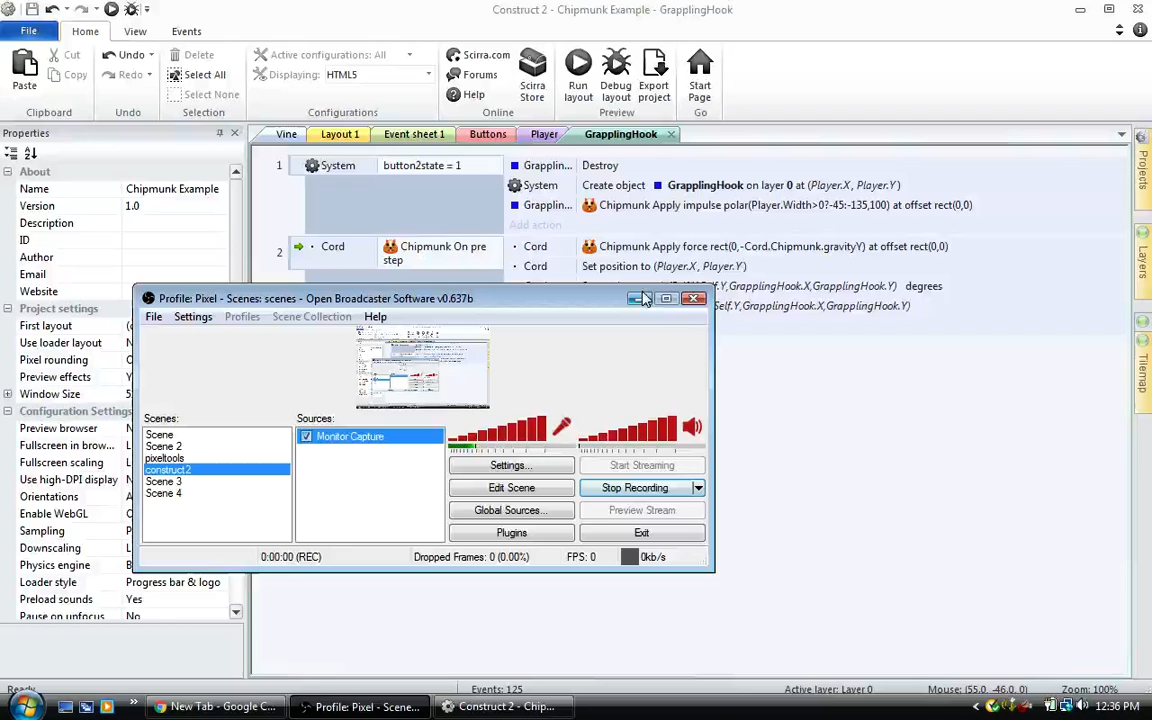 Construct 2 - Chipmunk Example - GrapplingHook
File Home View Events
Paste Cut Copy Clipboard
Undo Redo Undo
Delete Select All Select None Selection
Active configurations: All
Displaying: HTML5
Configurations
Scirra.com Forums Help Scirra Store Online
Run layout Debug layout Export project Preview
Start Page Go
Properties
About
Name Chipmunk Example
Version 1.0
Description
ID
Author
Email
Website
Project settings
First layout
Use loader layout
Pixel rounding
Preview effects
Window Size
Configuration Settings
Preview browser
Fullscreen in brow...
Fullscreen scaling
Use high-DPI display
Orientations
Enable WebGL
Sampling
Downscaling
Physics engine
Loader style Progress bar & logo
Preload sounds Yes
Pause on unfocus No
Vine Layout 1 Event sheet 1 Buttons Player GrapplingHook
1 System button2state = 1 Grapplin... Destroy
System Create object GrapplingHook on layer 0 at (Player.X, Player.Y)
Grapplin... Chipmunk Apply impulse polar(Player.Width>0?-45:-135,100) at offset rect(0,0)
Add action
2 Cord Chipmunk On pre step Cord Chipmunk Apply force rect(0,-Cord.Chipmunk.gravityY) at offset rect(0,0)
Cord Set position to (Player.X, Player.Y)
GrapplingHook.X,GrapplingHook.Y) degrees
GrapplingHook.X,GrapplingHook.Y)
Projects
Layers
Tilemap
Profile: Pixel - Scenes: scenes - Open Broadcaster Software v0.637b
File Settings Profiles Scene Collection Help
Scenes: Sources:
Scene
Scene 2
pixeltools
construct2
Scene 3
Scene 4
Monitor Capture
Settings... Start Streaming
Edit Scene Stop Recording
Global Sources... Preview Stream
Plugins Exit
0:00:00 (REC) Dropped Frames: 0 (0.00%) FPS: 0 0kb/s
Events: 125 Active layer: Layer 0 Mouse: (55.0, -46.0, 0) Zoom: 100%
New Tab - Google C... Profile: Pixel - Scene... Construct 2 - Chip... 12:36 PM